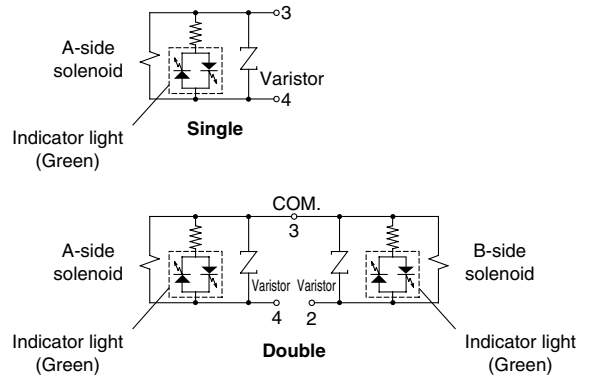 3
A-side
solenoid
Varistor
4
Single
Indicator light
(Green)
COM.
3
A-side
solenoid
B-side
solenoid
Varistor Varistor
4 2
Double
Indicator light
(Green)
Indicator light
(Green)